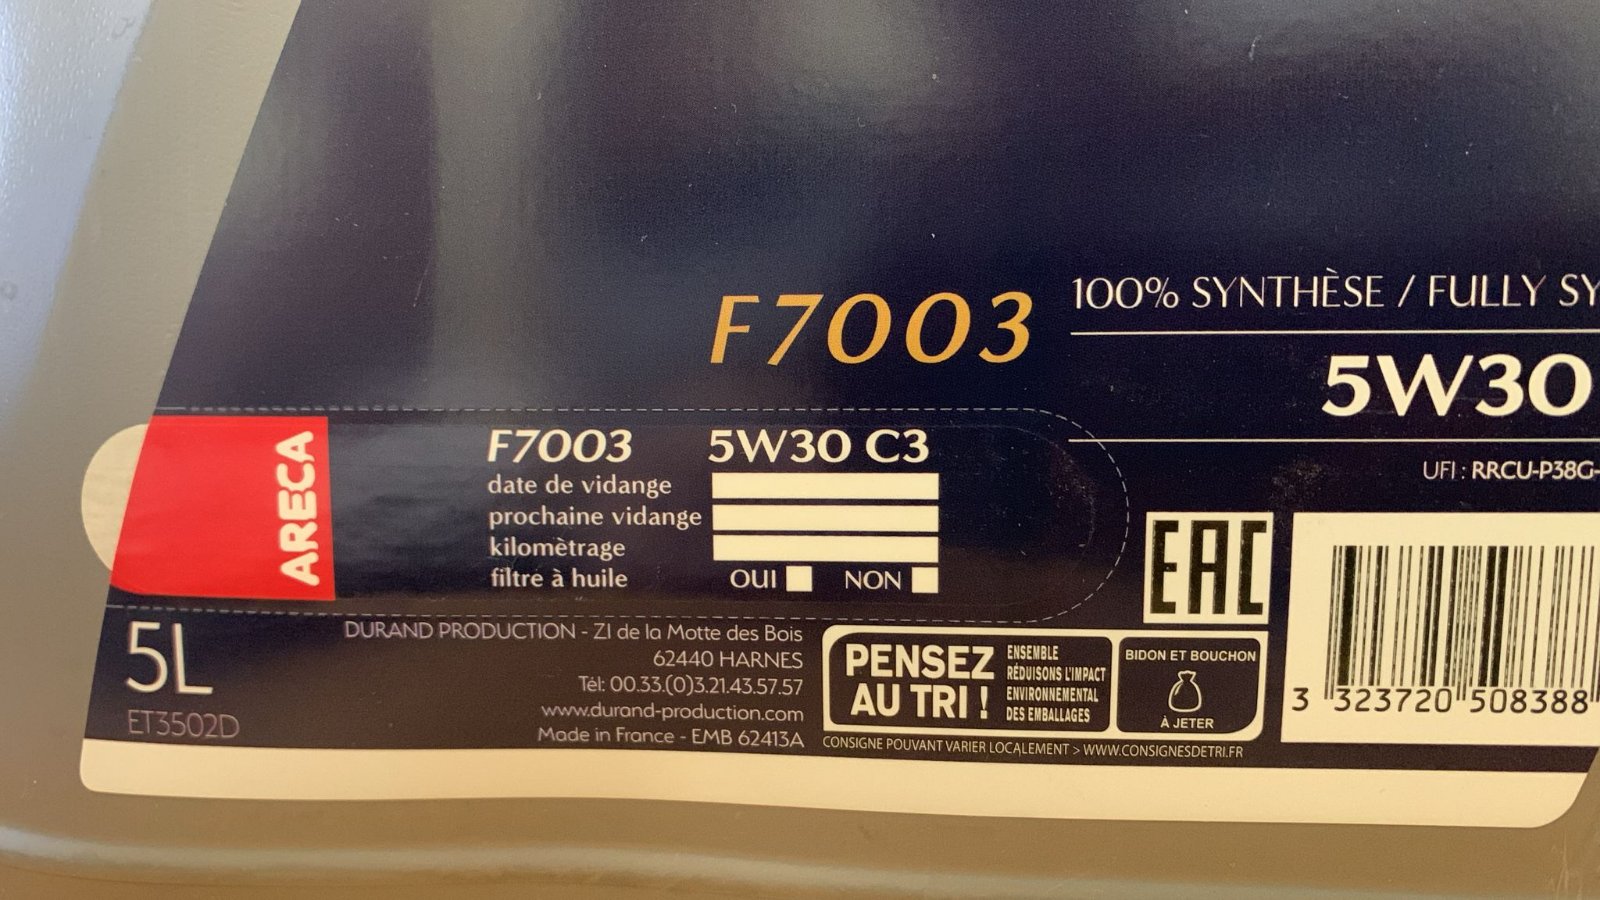 F7003
100% SYNTHÈSE / FULLY
5W30
UFI : RRCU-P38G-
ARECA
F7003 5W30 C3
date de vidange
prochaine vidange
kilomètrage
filtre à huile OUI NON
5L
ET3502D
DURAND PRODUCTION - ZI de la Motte des Bois
62440 HARNES
Tél: 00.33.(0)3.21.43.57.57
www.durand-production.com
Made in France - EMB 62413A
PENSEZ
AU TRI !
ENSEMBLE
RÉDUISONS L'IMPACT
ENVIRONNEMENTAL
DES EMBALLAGES
BIDON ET BOUCHON
À JETER
CONSIGNE POUVANT VARIER LOCALEMENT > WWW.CONSIGNESDETRI.FR
EAC
3 323720 508388